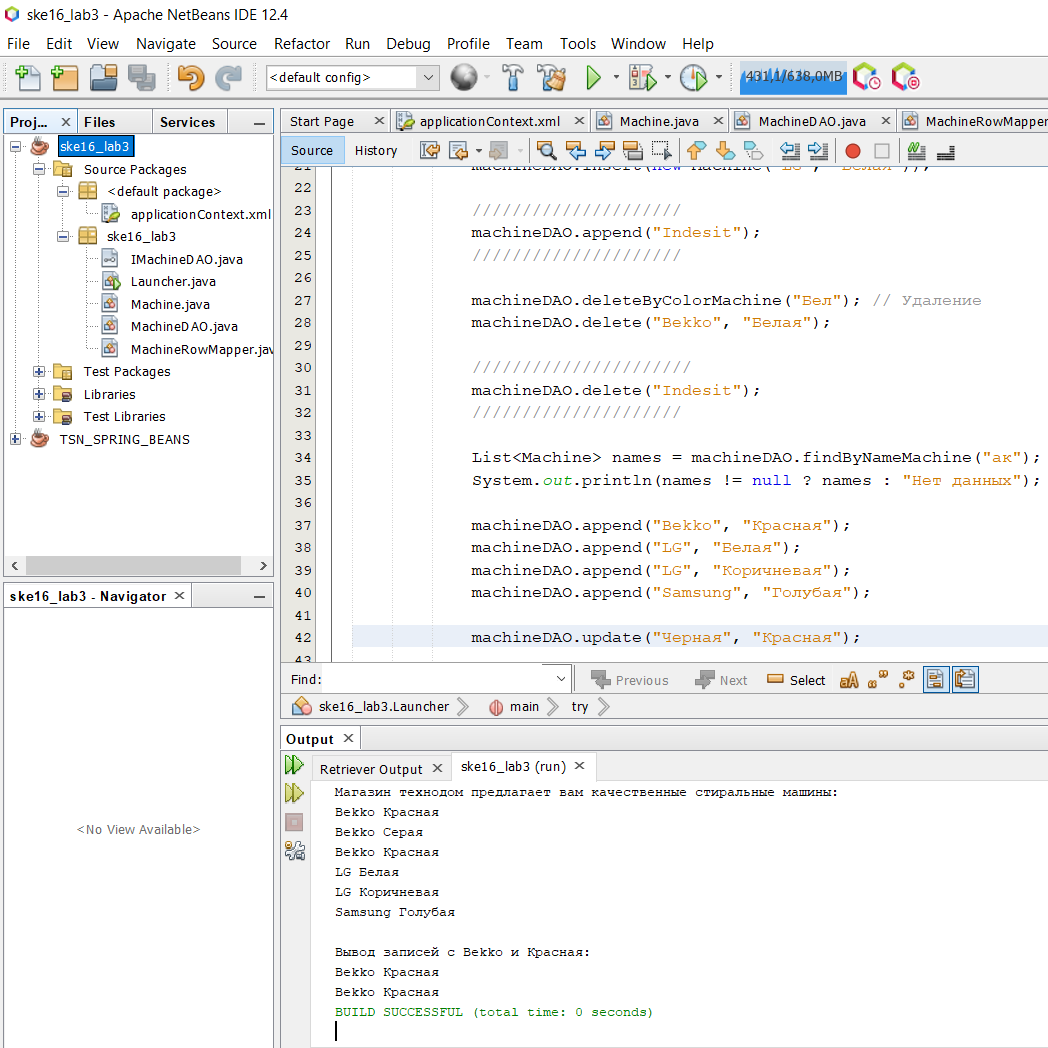 ske16_lab3 - Apache NetBeans IDE 12.4
File Edit View Navigate Source Refactor Run Debug Profile Team Tools Window Help
<default config>
431,1/638,0MB
Proj... Files Services
ske16_lab3
Source Packages
<default package>
applicationContext.xml
ske16_lab3
IMachineDAO.java
Launcher.java
Machine.java
MachineDAO.java
MachineRowMapper.jav
Test Packages
Libraries
Test Libraries
TSN_SPRING_BEANS
ske16_lab3 - Navigator
<No View Available>
Start Page applicationContext.xml Machine.java MachineDAO.java MachineRowMapper
Source History
21 machineDAO.insert(new Machine("LG", "Белая"));
22
23 /////////////////////
24 machineDAO.append("Indesit");
25 /////////////////////
26
27 machineDAO.deleteByColorMachine("Бел"); // Удаление
28 machineDAO.delete("Bekko", "Белая");
29
30 //////////////////////
31 machineDAO.delete("Indesit");
32 /////////////////////
33
34 List<Machine> names = machineDAO.findByNameMachine("ак");
35 System.out.println(names != null ? names : "Нет данных");
36
37 machineDAO.append("Bekko", "Красная");
38 machineDAO.append("LG", "Белая");
39 machineDAO.append("LG", "Коричневая");
40 machineDAO.append("Samsung", "Голубая");
41
42 machineDAO.update("Черная", "Красная");
43
Find: Previous Next Select
ske16_lab3.Launcher main try
Output
Retriever Output ske16_lab3 (run)
Магазин технодом предлагает вам качественные стиральные машины:
Bekko Красная
Bekko Серая
Bekko Красная
LG Белая
LG Коричневая
Samsung Голубая
Вывод записей с Bekko и Красная:
Bekko Красная
Bekko Красная
BUILD SUCCESSFUL (total time: 0 seconds)